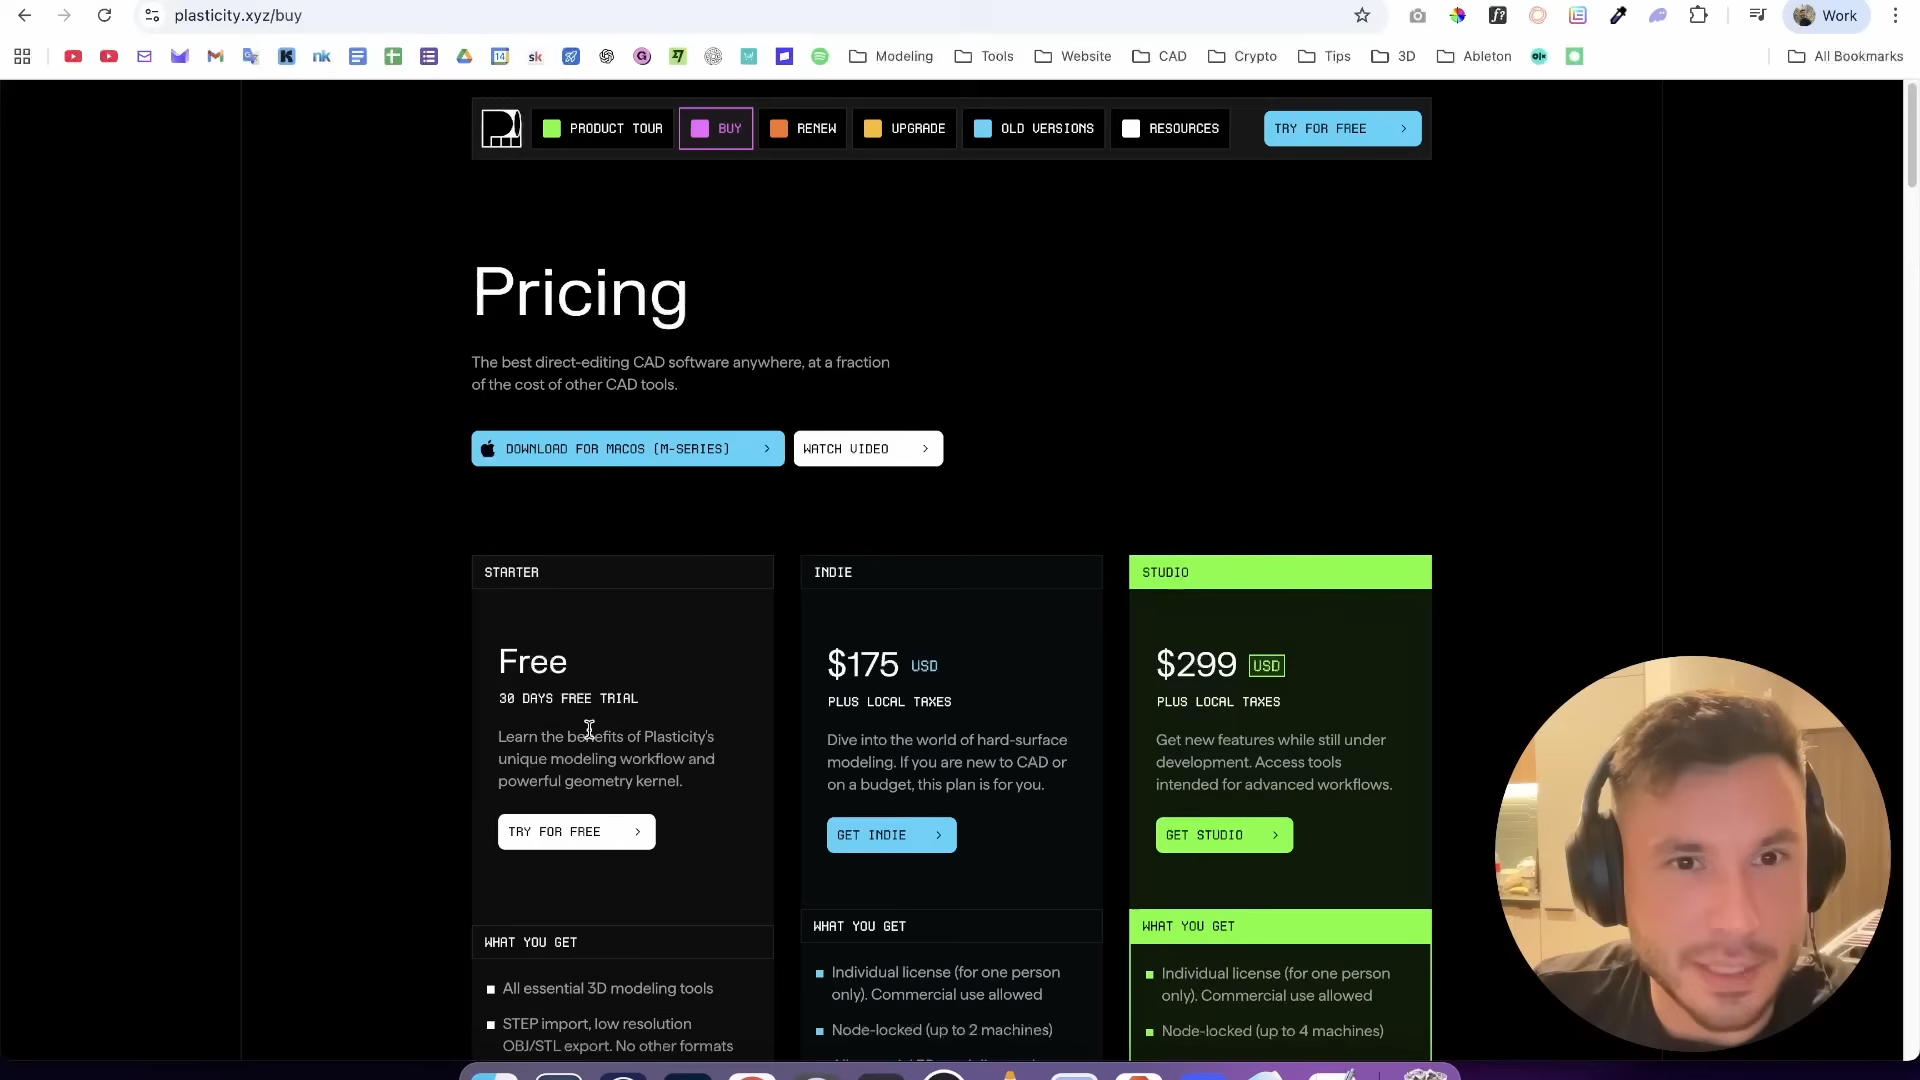 plasticity.xyz/buy
Work
Modeling
Tools
Website
CAD
Crypto
Tips
3D
Ableton
All Bookmarks
PRODUCT TOUR
BUY
RENEW
UPGRADE
OLD VERSIONS
RESOURCES
TRY FOR FREE
Pricing
The best direct-editing CAD software anywhere, at a fraction
of the cost of other CAD tools.
DOWNLOAD FOR MACOS (M-SERIES)
WATCH VIDEO
STARTER
Free
30 DAYS FREE TRIAL
Learn the benefits of Plasticity's
unique modeling workflow and
powerful geometry kernel.
TRY FOR FREE
WHAT YOU GET
All essential 3D modeling tools
STEP import, low resolution
OBJ/STL export. No other formats
INDIE
$175 USD
PLUS LOCAL TAXES
Dive into the world of hard-surface
modeling. If you are new to CAD or
on a budget, this plan is for you.
GET INDIE
WHAT YOU GET
Individual license (for one person
only). Commercial use allowed
Node-locked (up to 2 machines)
STUDIO
$299 USD
PLUS LOCAL TAXES
Get new features while still under
development. Access tools
intended for advanced workflows.
GET STUDIO
WHAT YOU GET
Individual license (for one person
only). Commercial use allowed
Node-locked (up to 4 machines)